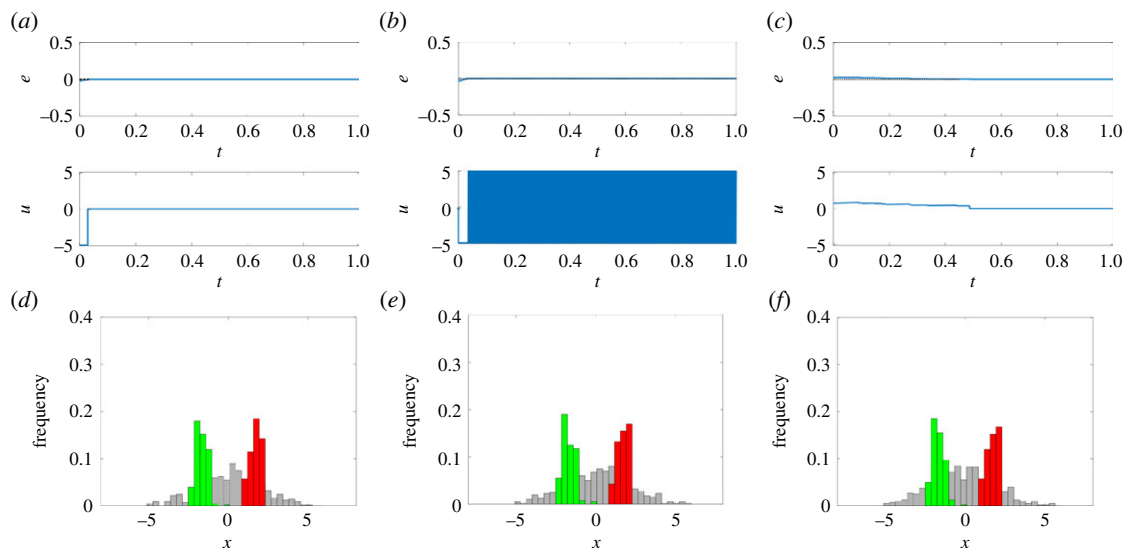 (a) (b) (c)
0.5 0.5 0.5
e 0 e 0 e 0
–0.5 –0.5 –0.5
0 0.2 0.4 0.6 0.8 1.0 0 0.2 0.4 0.6 0.8 1.0 0 0.2 0.4 0.6 0.8 1.0
t t t
5 5 5
u 0 u 0 u 0
–5 –5 –5
0 0.2 0.4 0.6 0.8 1.0 0 0.2 0.4 0.6 0.8 1.0 0 0.2 0.4 0.6 0.8 1.0
t t t
(d) (e) (f)
0.4 0.4 0.4
0.3 0.3 0.3
frequency 0.2 frequency 0.2 frequency 0.2
0.1 0.1 0.1
0 0 0
–5 0 5 –5 0 5 –5 0 5
x x x